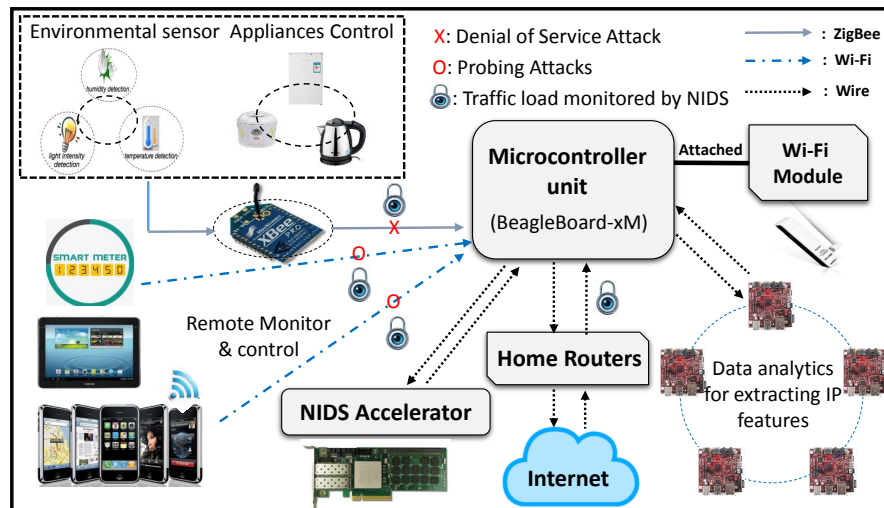 Environmental sensor
Appliances Control
humidity detection
light intensity
detection
temperature detection
X: Denial of Service Attack
O: Probing Attacks
: Traffic load monitored by NIDS
: ZigBee
: Wi-Fi
: Wire
Microcontroller
unit
(BeagleBoard-xM)
Attached
Wi-Fi
Module
XBee
PRO
X
O
O
SMART METER
123450
Remote Monitor
& control
Home Routers
NIDS Accelerator
Internet
Data analytics
for extracting IP
features